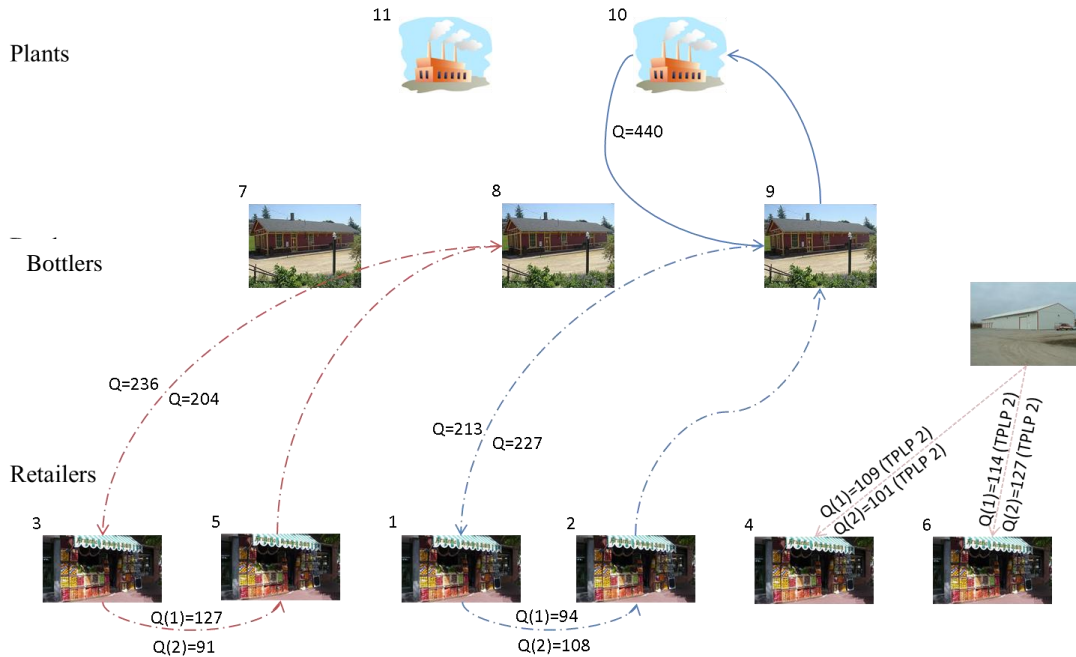 11
10
Plants
Q=440
7
8
9
Bottlers
Q=236
Q=204
Q=213
Q=227
Q(1)=109 (TPLP 2)
Q(2)=101 (TPLP 2)
Q(1)=114 (TPLP 2)
Q(2)=127 (TPLP 2)
Retailers
3
5
1
2
4
6
Q(1)=127
Q(2)=91
Q(1)=94
Q(2)=108